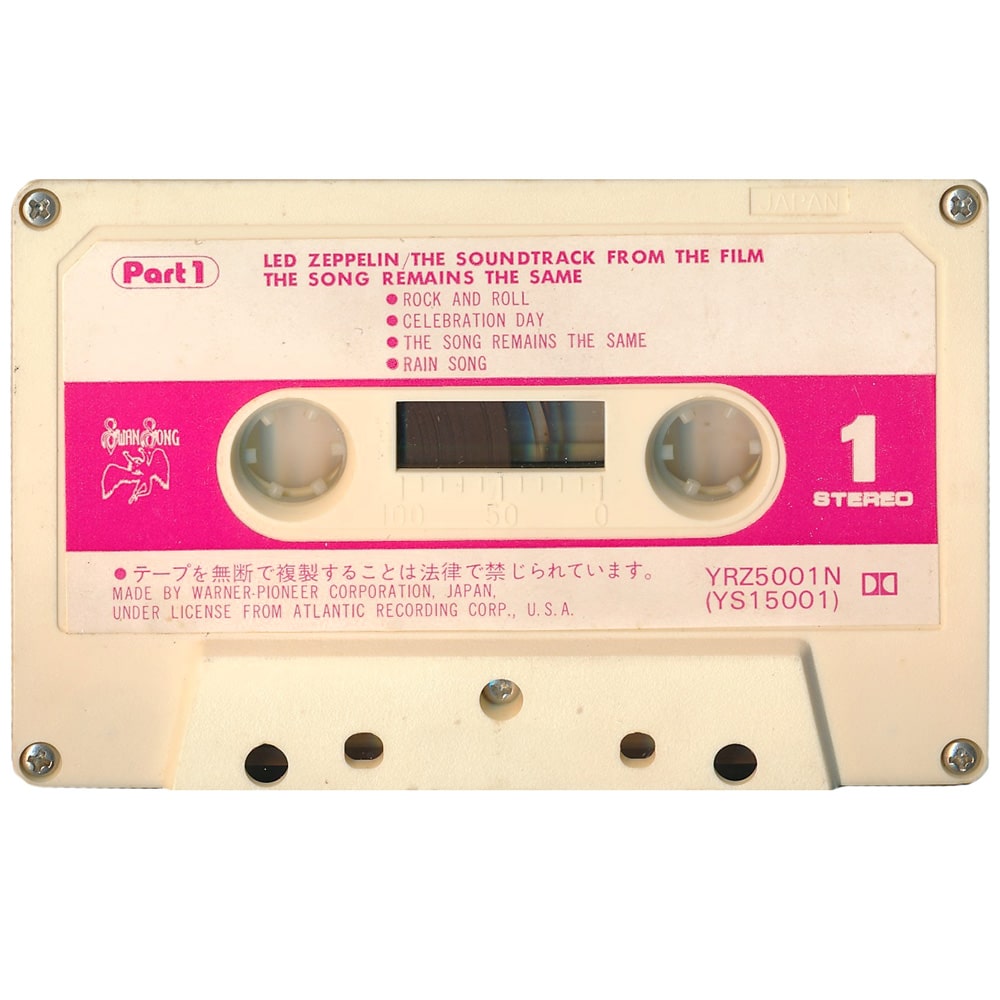 JAPAN
Part 1
LED ZEPPELIN/THE SOUNDTRACK FROM THE FILM
THE SONG REMAINS THE SAME
●ROCK AND ROLL
●CELEBRATION DAY
●THE SONG REMAINS THE SAME
●RAIN SONG
SWAN SONG
1
STEREO
100 50 0
●テープを無断で複製することは法律で禁じられています。
MADE BY WARNER-PIONEER CORPORATION, JAPAN,
UNDER LICENSE FROM ATLANTIC RECORDING CORP., U.S.A.
YRZ5001N
(YS15001)